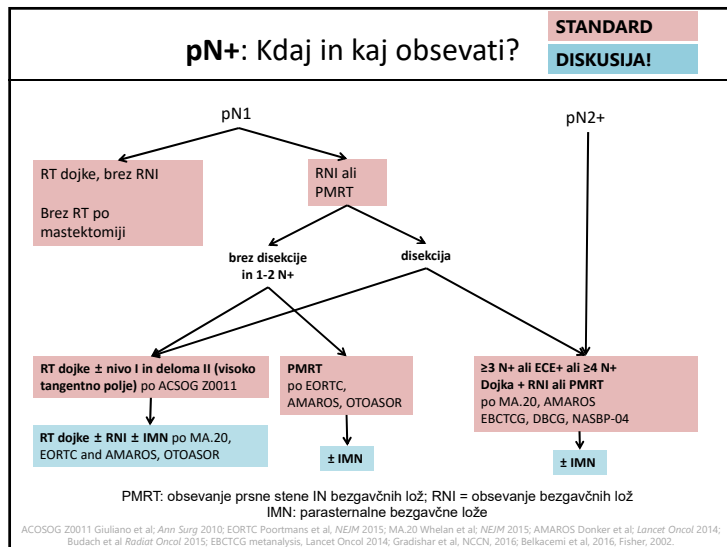 pN+: Kdaj in kaj obsevati?
STANDARD
DISKUSIJA!
pN1
pN2+
RT dojke, brez RNI
Brez RT po
mastektomiji
RNI ali
PMRT
brez disekcije
in 1-2 N+
disekcija
RT dojke ± nivo I in deloma II (visoko
tangentno polje) po ACSOG Z0011
PMRT
po EORTC,
AMAROS, OTOASOR
≥3 N+ ali ECE+ ali ≥4 N+
Dojka + RNI ali PMRT
po MA.20, AMAROS
EBCTCG, DBCG, NASBP-04
RT dojke ± RNI ± IMN po MA.20,
EORTC and AMAROS, OTOASOR
± IMN
± IMN
PMRT: obsevanje prsne stene IN bezgavčnih lož; RNI = obsevanje bezgavčnih lož
IMN: parasternalne bezgavčne lože
ACOSOG Z0011 Giuliano et al; Ann Surg 2010; EORTC Poortmans et al, NEJM 2015; MA.20 Whelan et al; NEJM 2015; AMAROS Donker et al; Lancet Oncol 2014;
Budach et al Radiat Oncol 2015; EBCTCG metanalysis, Lancet Oncol 2014; Gradishar et al, NCCN, 2016; Belkacemi et al, 2016, Fisher, 2002.